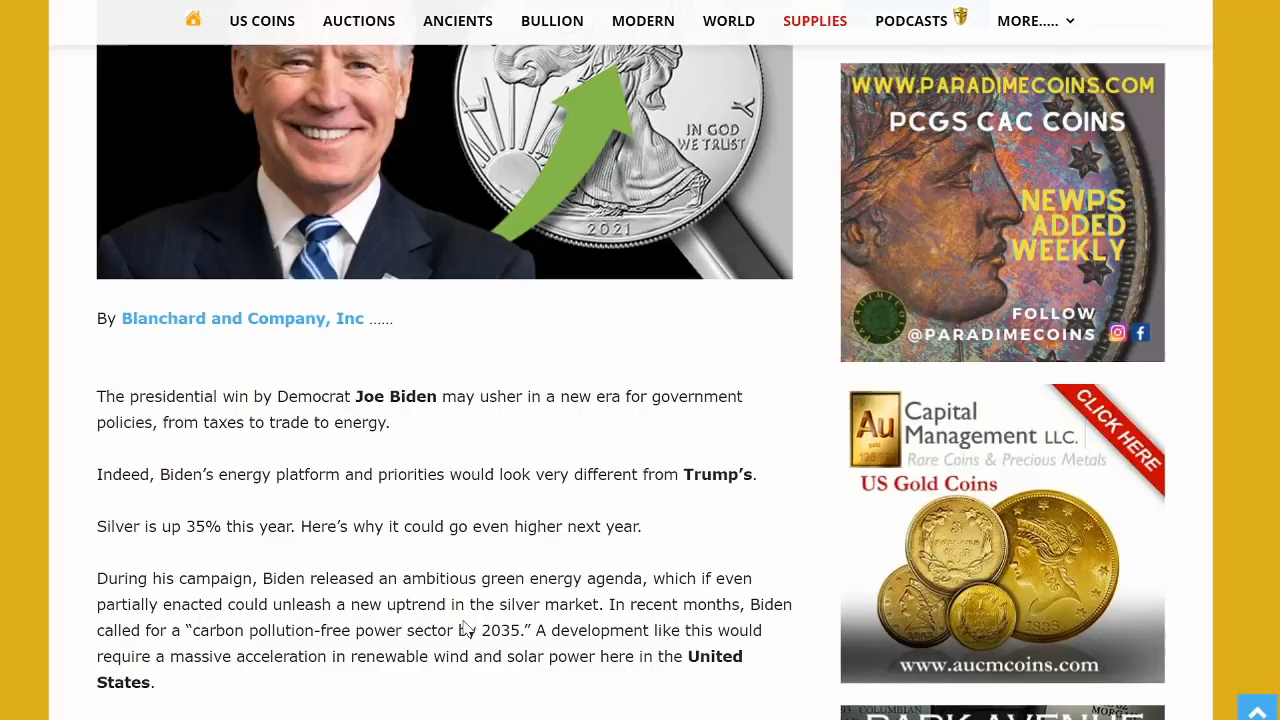 US COINS AUCTIONS ANCIENTS BULLION MODERN WORLD SUPPLIES PODCASTS MORE.....
IN GOD
WE TRUST
Y
2021
By Blanchard and Company, Inc ......
The presidential win by Democrat Joe Biden may usher in a new era for government
policies, from taxes to trade to energy.
Indeed, Biden’s energy platform and priorities would look very different from Trump’s.
Silver is up 35% this year. Here’s why it could go even higher next year.
During his campaign, Biden released an ambitious green energy agenda, which if even
partially enacted could unleash a new uptrend in the silver market. In recent months, Biden
called for a “carbon pollution-free power sector by 2035.” A development like this would
require a massive acceleration in renewable wind and solar power here in the United
States.
WWW.PARADIMECOINS.COM
PCGS CAC COINS
NEWPS
ADDED
WEEKLY
FOLLOW
@PARADIMECOINS
Au
gold
Capital
Management LLC.
Rare Coins & Precious Metals
CLICK HERE
US Gold Coins
3
DOLLARS
www.aucmcoins.com
COLUMBIAN
PARK AVENUE
MORGAN